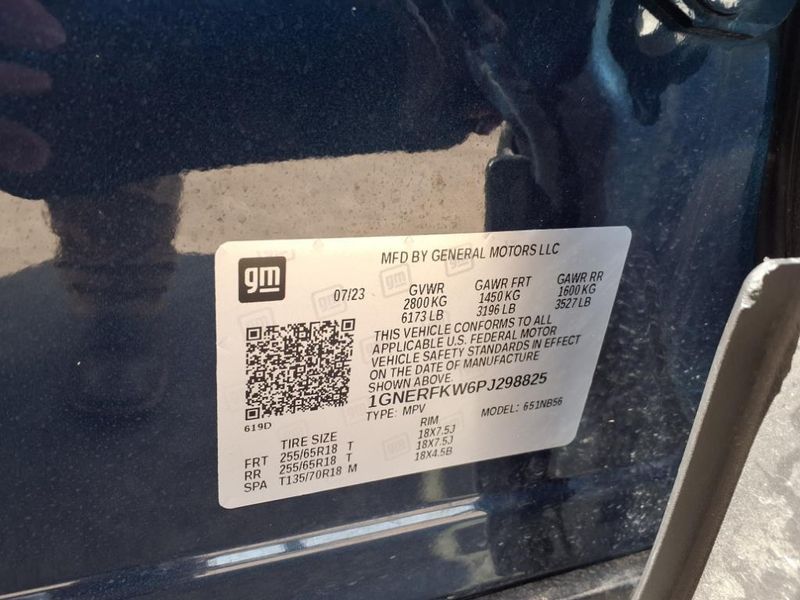 gm
MFD BY GENERAL MOTORS LLC
07/23
GVWR GAWR FRT GAWR RR
2800 KG 1450 KG 1600 KG
6173 LB 3196 LB 3527 LB
THIS VEHICLE CONFORMS TO ALL
APPLICABLE U.S. FEDERAL MOTOR
VEHICLE SAFETY STANDARDS IN EFFECT
ON THE DATE OF MANUFACTURE
SHOWN ABOVE.
1GNERFKW6PJ298825
TYPE: MPV MODEL: 651NB56
619D
TIRE SIZE RIM
FRT 255/65R18 T 18X7.5J
RR 255/65R18 T 18X7.5J
SPA T135/70R18 M 18X4.5B